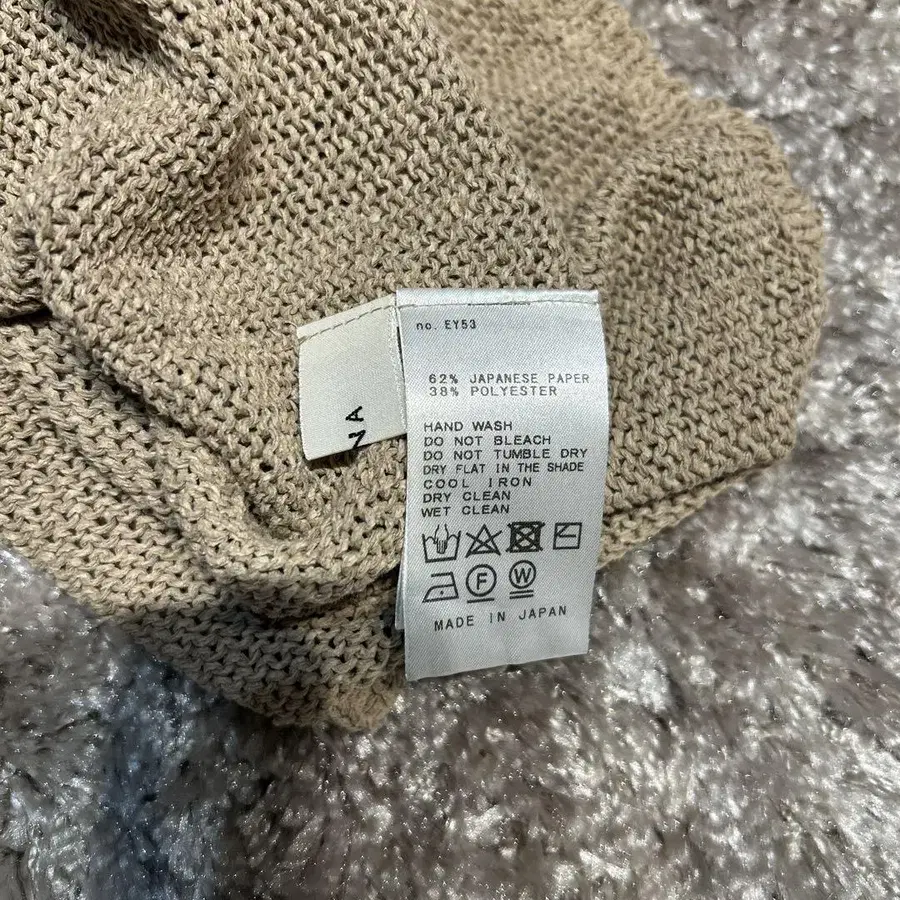 no. EY53
62% JAPANESE PAPER
38% POLYESTER
HAND WASH
DO NOT BLEACH
DO NOT TUMBLE DRY
DRY FLAT IN THE SHADE
COOL IRON
DRY CLEAN
WET CLEAN
F W
MADE IN JAPAN
NA